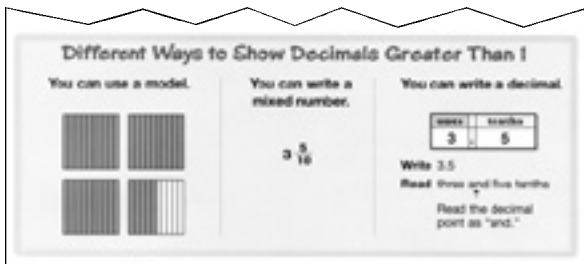 Different Ways to Show Decimals Greater Than 1
You can use a model.
You can write a
mixed number.
3 5/10
You can write a decimal.
ones . tenths
3 . 5
Write 3.5
Read three and five tenths
↑
Read the decimal
point as "and."